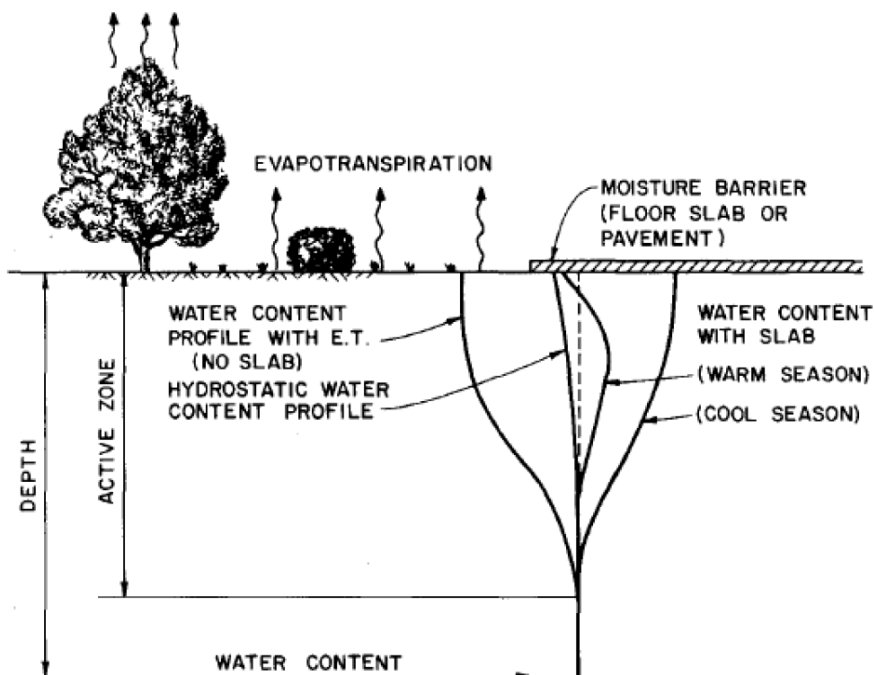 EVAPOTRANSPIRATION
MOISTURE BARRIER
(FLOOR SLAB OR
PAVEMENT)
WATER CONTENT
PROFILE WITH E.T.
(NO SLAB)
HYDROSTATIC WATER
CONTENT PROFILE
WATER CONTENT
WITH SLAB
(WARM SEASON)
(COOL SEASON)
ACTIVE ZONE
DEPTH
WATER CONTENT